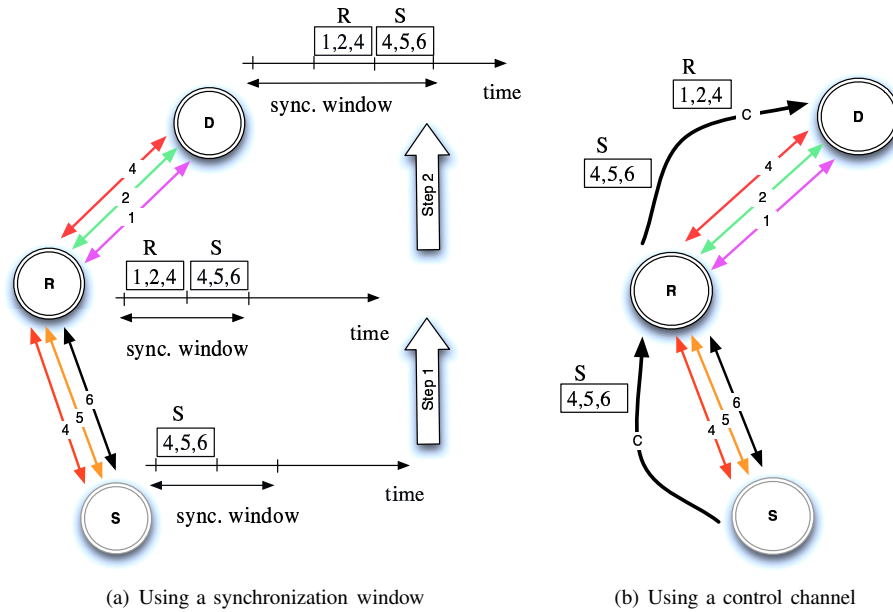 R S
1,2,4 4,5,6
sync. window
time
D
4
2
1
Step 2
R
R S
1,2,4 4,5,6
sync. window
time
Step 1
4
5
6
S
4,5,6
sync. window
time
S
(a) Using a synchronization window
R
1,2,4
C
D
S
4,5,6
4
2
1
R
S
4,5,6
C
4
5
6
S
(b) Using a control channel